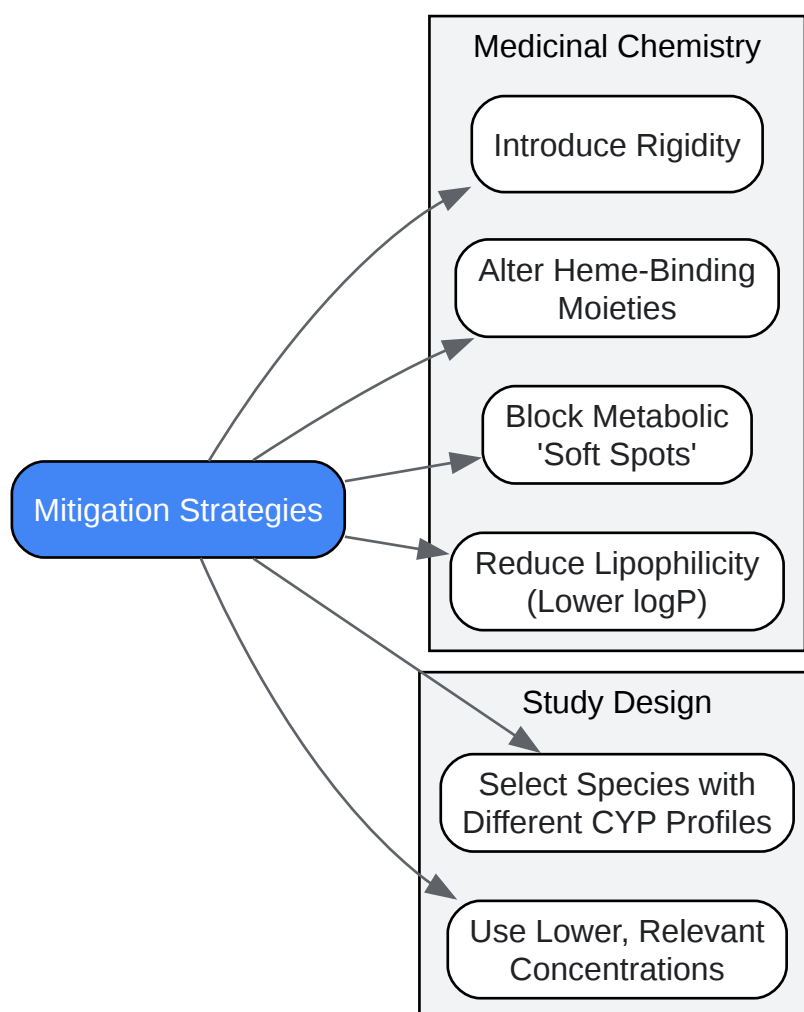 Medicinal Chemistry
Introduce Rigidity
Alter Heme-Binding
Moieties
Block Metabolic
'Soft Spots'
Mitigation Strategies
Reduce Lipophilicity
(Lower logP)
Study Design
Select Species with
Different CYP Profiles
Use Lower, Relevant
Concentrations